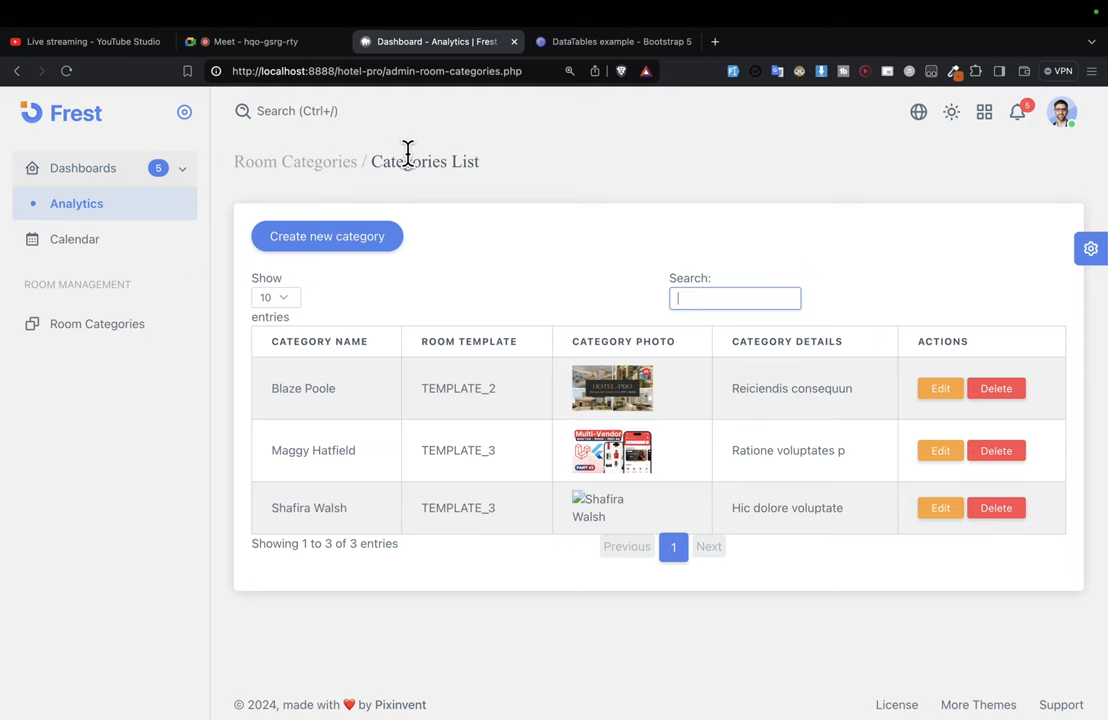 Live streaming - YouTube Studio
Meet - hqo-gsrg-rty
Dashboard - Analytics | Frest
DataTables example - Bootstrap 5
http://localhost:8888/hotel-pro/admin-room-categories.php
VPN
Frest
Search (Ctrl+/)
5
Dashboards 5
Analytics
Calendar
ROOM MANAGEMENT
Room Categories
Room Categories / Categories List
Create new category
Show
10
entries
Search:
CATEGORY NAME ROOM TEMPLATE CATEGORY PHOTO CATEGORY DETAILS ACTIONS
Blaze Poole TEMPLATE_2 HOTEL-PRO Reiciendis consequun Edit Delete
Multi-Vendor
Maggy Hatfield TEMPLATE_3 Ratione voluptates p Edit Delete
Shafira Walsh TEMPLATE_3 Shafira Walsh Hic dolore voluptate Edit Delete
Showing 1 to 3 of 3 entries
Previous 1 Next
© 2024, made with ❤️ by Pixinvent
License More Themes Support